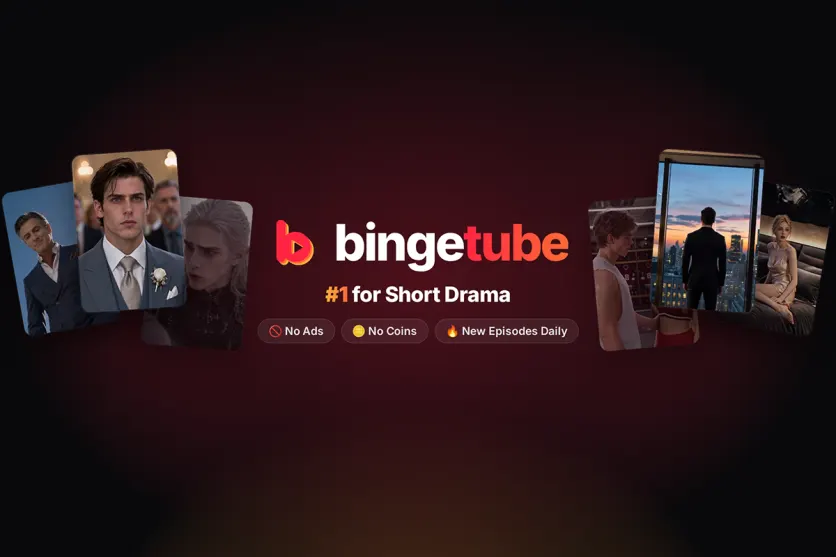 bingetube
#1 for Short Drama
🚫 No Ads
🪙 No Coins
🔥 New Episodes Daily